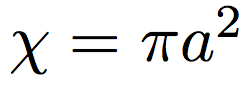 χ = πa²